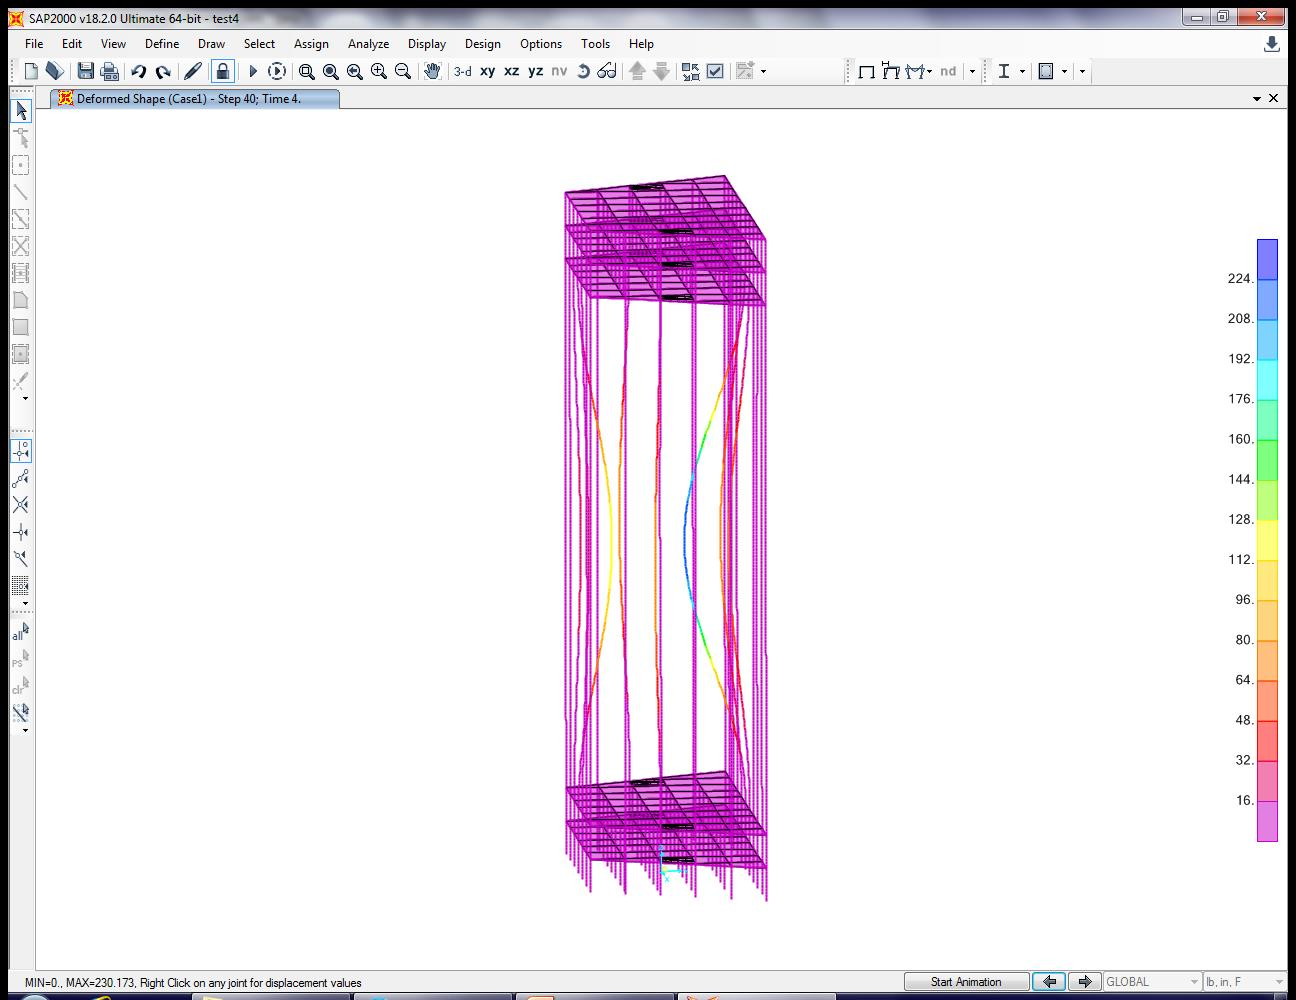 SAP2000 v18.2.0 Ultimate 64-bit - test4
File Edit View Define Draw Select Assign Analyze Display Design Options Tools Help
3-d xy xz yz nv nd
Deformed Shape (Case1) - Step 40; Time 4.
224.
208.
192.
176.
160.
144.
128.
112.
96.
80.
64.
48.
32.
16.
all
ps
clr
X
MIN=0., MAX=230.173, Right Click on any joint for displacement values
Start Animation
GLOBAL
lb, in, F